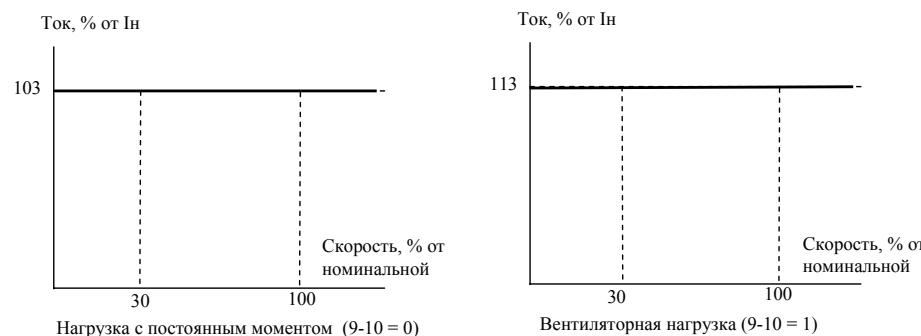 Ток, % от Iн
103
Скорость, % от
номинальной
30
100
Нагрузка с постоянным моментом (9-10 = 0)
Ток, % от Iн
113
Скорость, % от
номинальной
30
100
Вентиляторная нагрузка (9-10 = 1)